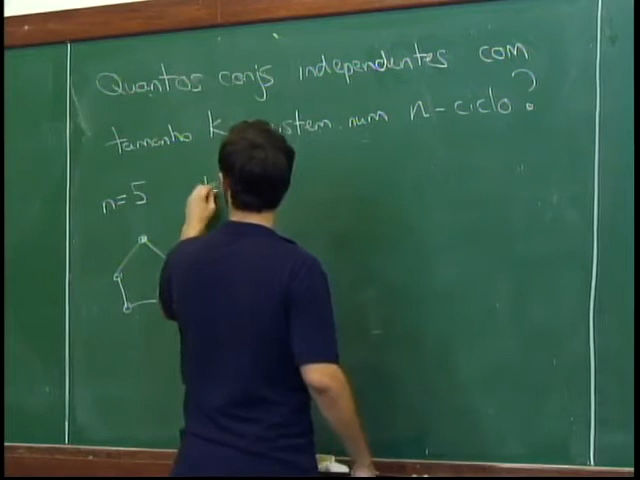 Quantos conjs independentes com
tamanho k existem num n-ciclo?
n=5